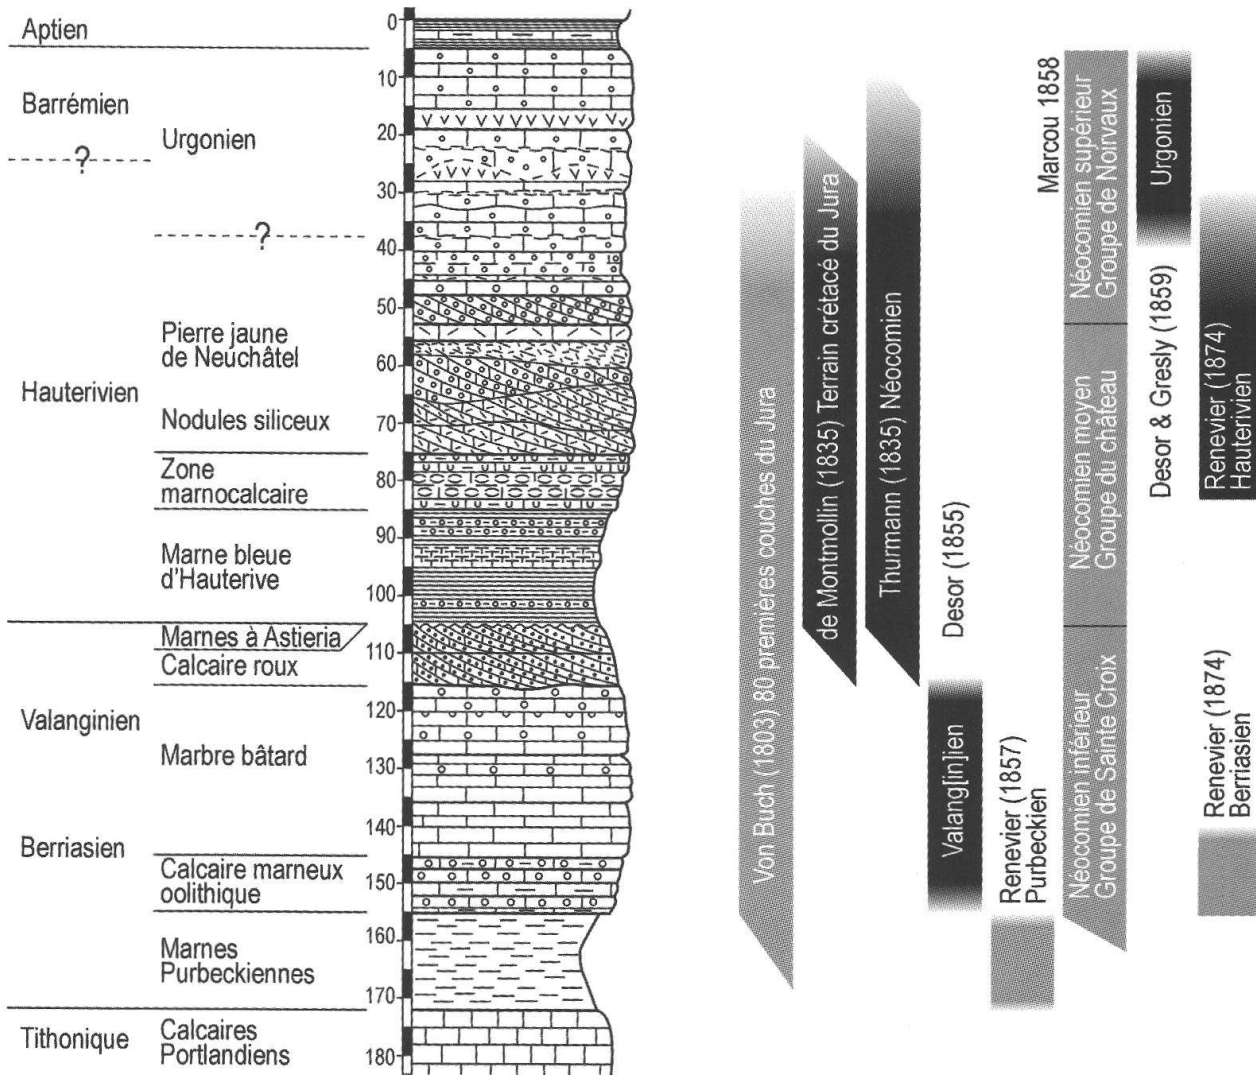 Aptien
Barrémien
?
Urgonien
?
Pierre jaune
de Neuchâtel
Hauterivien
Nodules siliceux
Zone
marnocalcaire
Marne bleue
d'Hauterive
Marnes à Astieria
Calcaire roux
Valanginien
Marbre bâtard
Berriasien
Calcaire marneux
oolithique
Marnes
Purbeckiennes
Tithonique
Calcaires
Portlandiens
0
10
20
30
40
50
60
70
80
90
100
110
120
130
140
150
160
170
180
Von Buch (1803) 80 premières couches du Jura
de Montmollin (1835) Terrain crétacé du Jura
Thurmann (1835) Néocomien
Desor (1855)
Valang[in]ien
Renevier (1857)
Purbeckien
Marcou 1858
Néocomien supérieur
Groupe de Noirvaux
Néocomien moyen
Groupe du château
Néocomien inférieur
Groupe de Sainte Croix
Urgonien
Desor & Gresly (1859)
Renevier (1874)
Hauterivien
Renevier (1874)
Berriasien